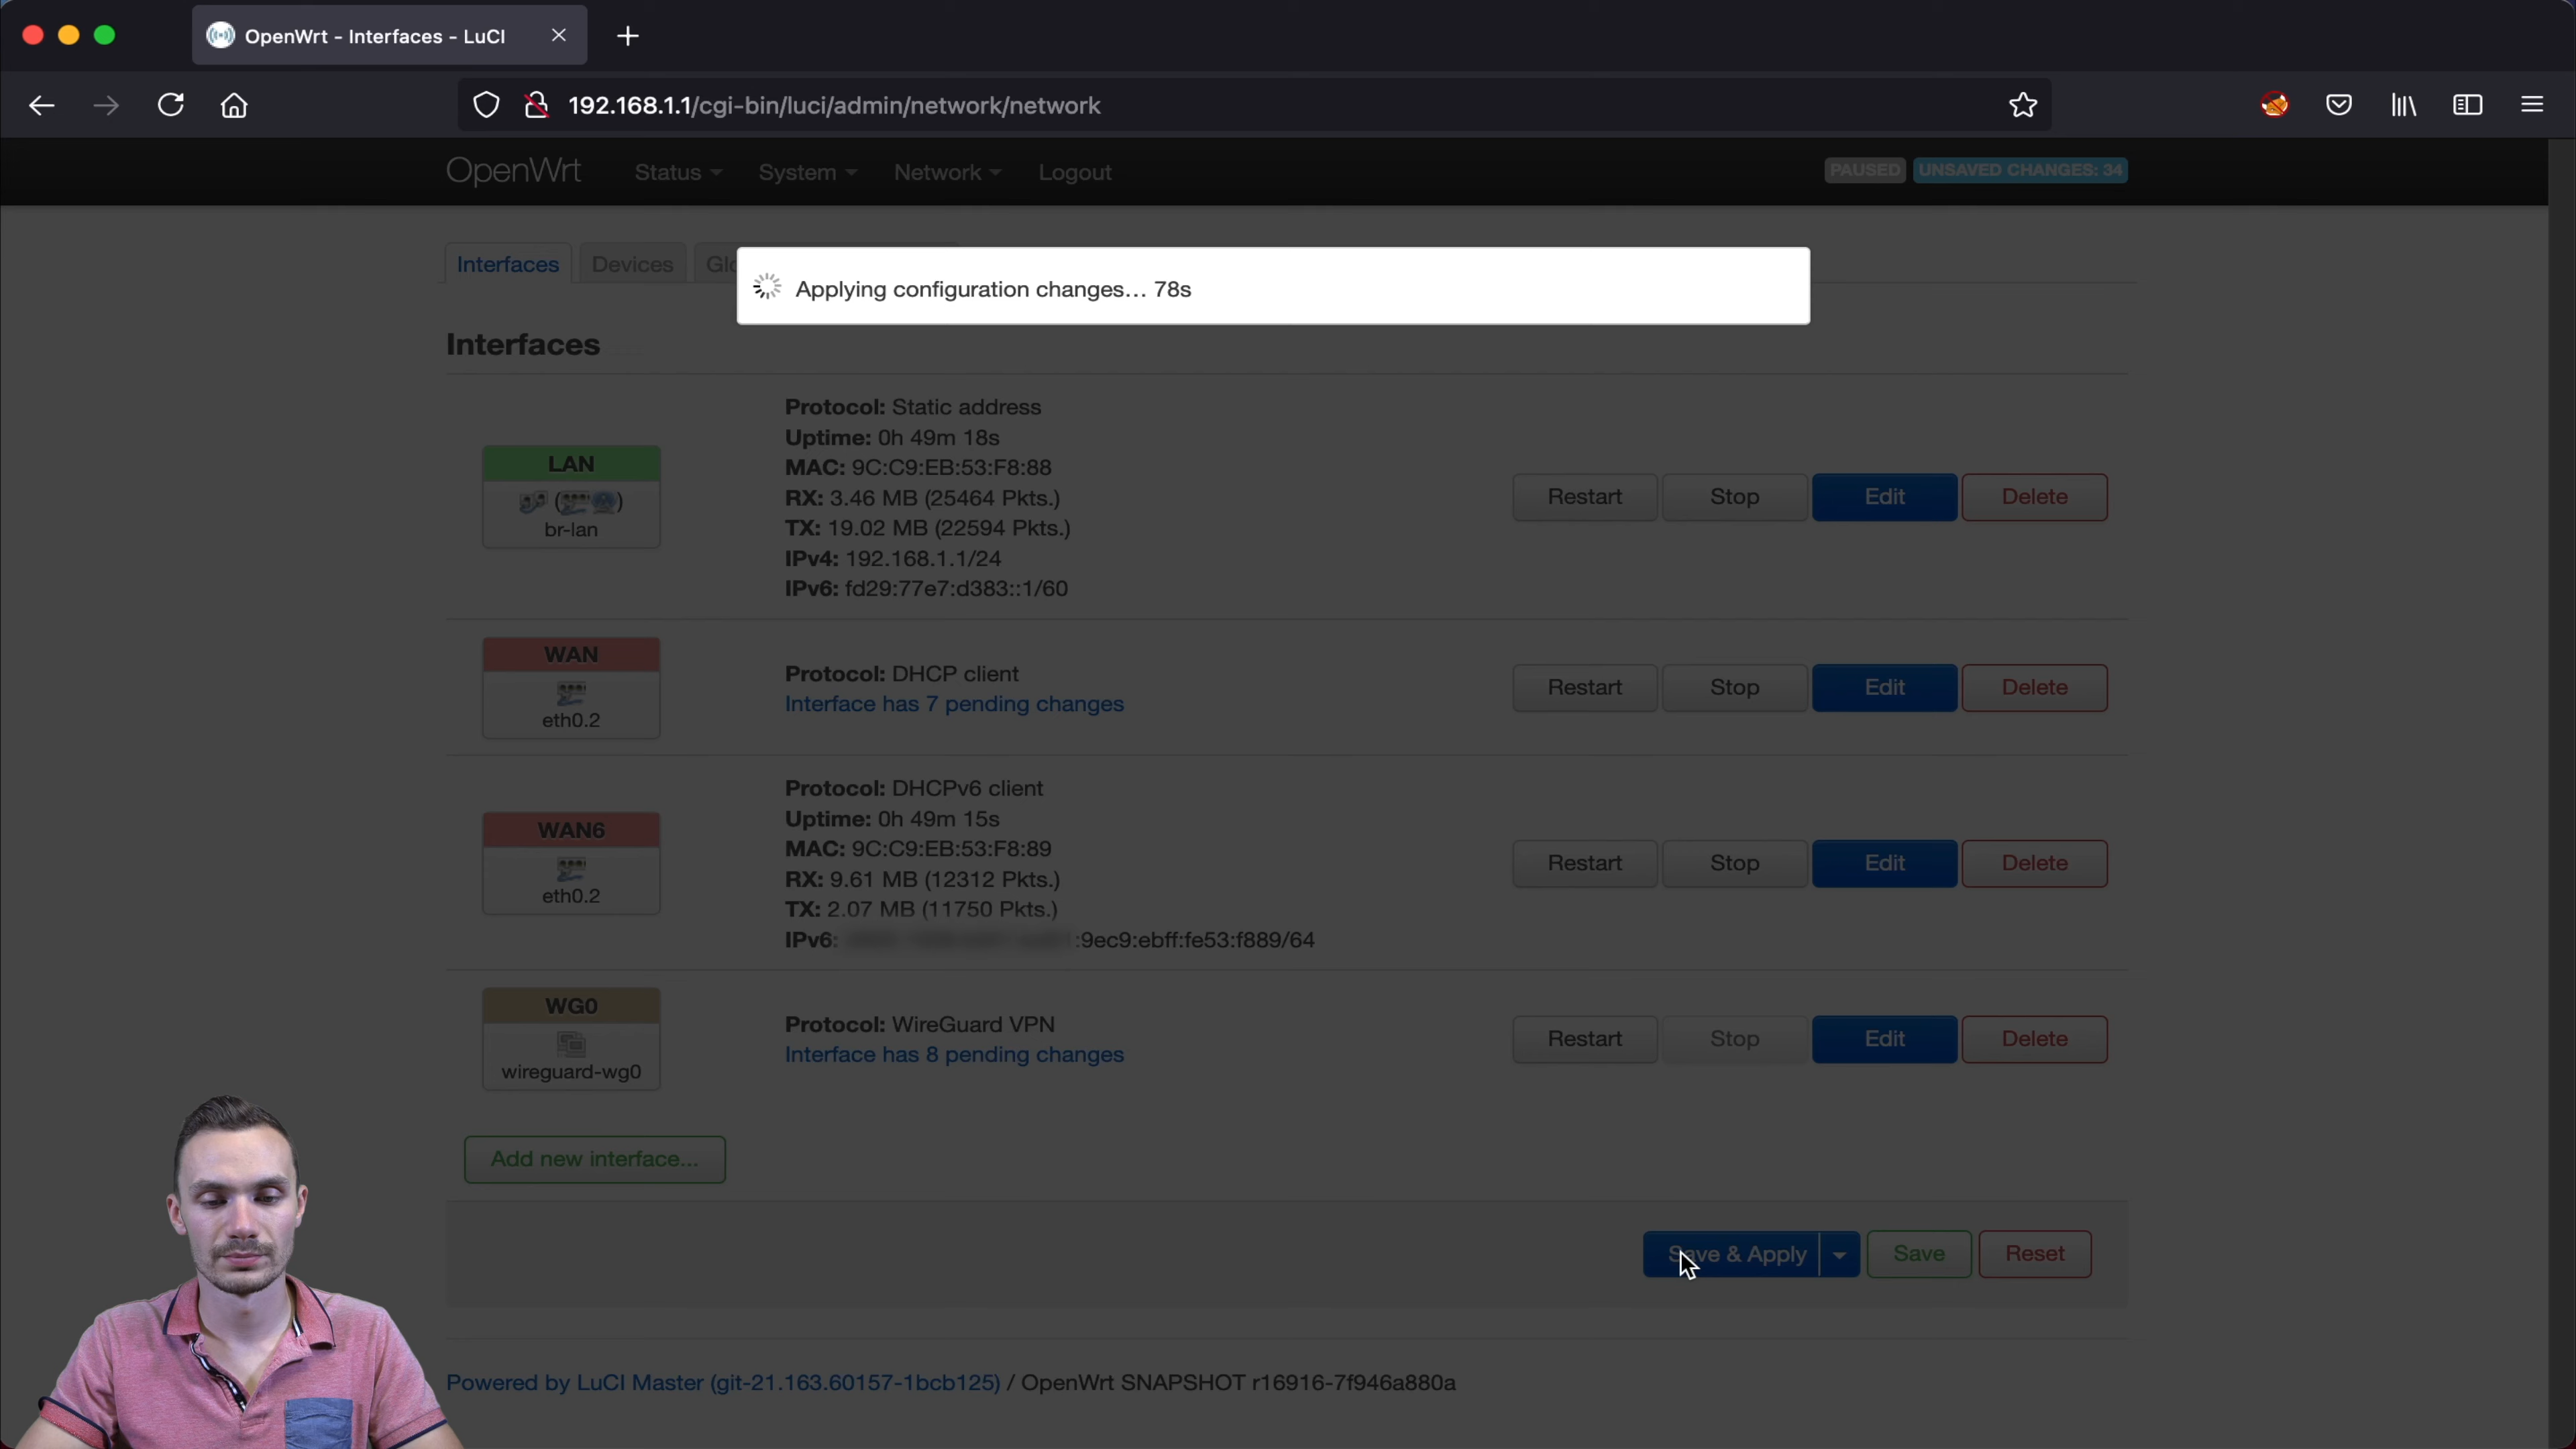 OpenWrt - Interfaces - LuCI
192.168.1.1/cgi-bin/luci/admin/network/network
OpenWrt Status System Network Logout PAUSED UNSAVED CHANGES: 34
Interfaces Devices Glo
Applying configuration changes... 78s
Interfaces
Protocol: Static address
Uptime: 0h 49m 18s
LAN
MAC: 9C:C9:EB:53:F8:88
RX: 3.46 MB (25464 Pkts.)
Restart Stop Edit Delete
br-lan
TX: 19.02 MB (22594 Pkts.)
IPv4: 192.168.1.1/24
IPv6: fd29:77e7:d383::1/60
WAN
eth0.2
Protocol: DHCP client
Interface has 7 pending changes
Restart Stop Edit Delete
Protocol: DHCPv6 client
Uptime: 0h 49m 15s
WAN6
eth0.2
MAC: 9C:C9:EB:53:F8:89
RX: 9.61 MB (12312 Pkts.)
TX: 2.07 MB (11750 Pkts.)
IPv6: :9ec9:ebff:fe53:f889/64
Restart Stop Edit Delete
WG0
wireguard-wg0
Protocol: WireGuard VPN
Interface has 8 pending changes
Restart Stop Edit Delete
Add new interface...
Save & Apply Save Reset
Powered by LuCI Master (git-21.163.60157-1bcb125) / OpenWrt SNAPSHOT r16916-7f946a880a